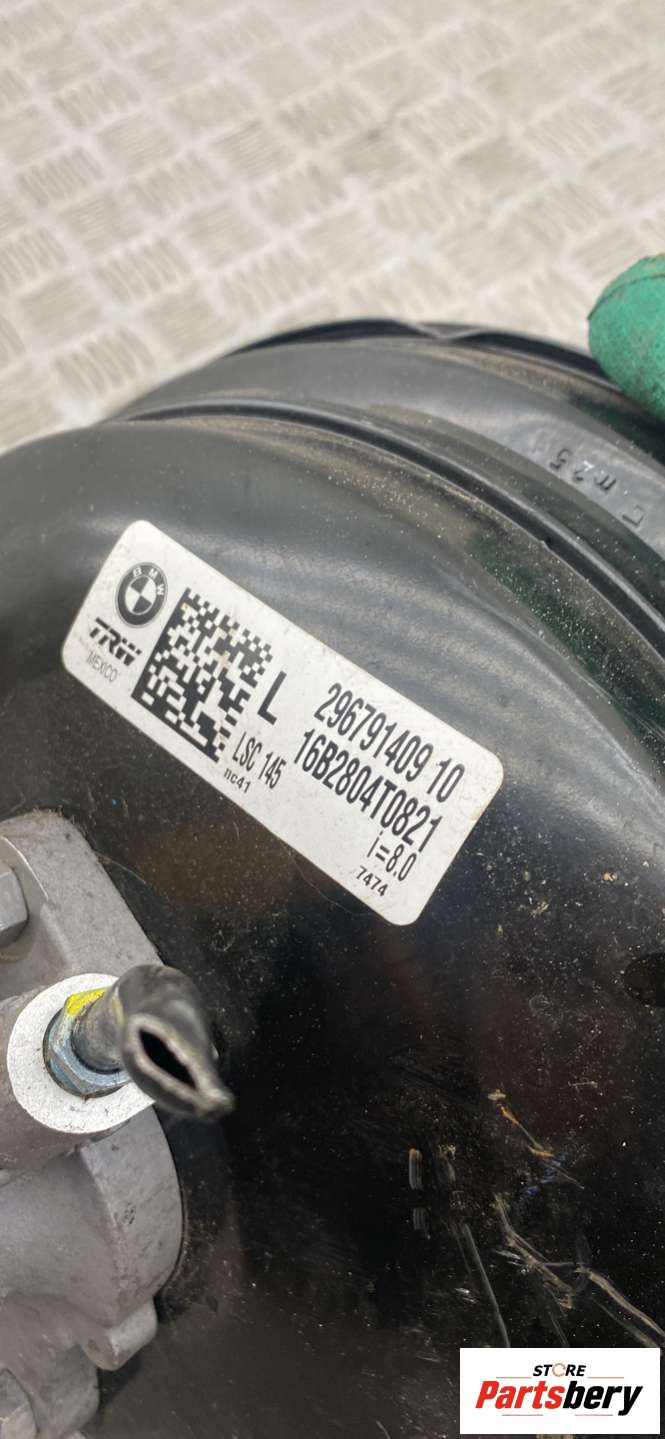 BMW
TRW
MEXICO
L
296791409 10
16B2804T0821
LSC 145
i=8.0
nc41
7474
STORE
Partsbery